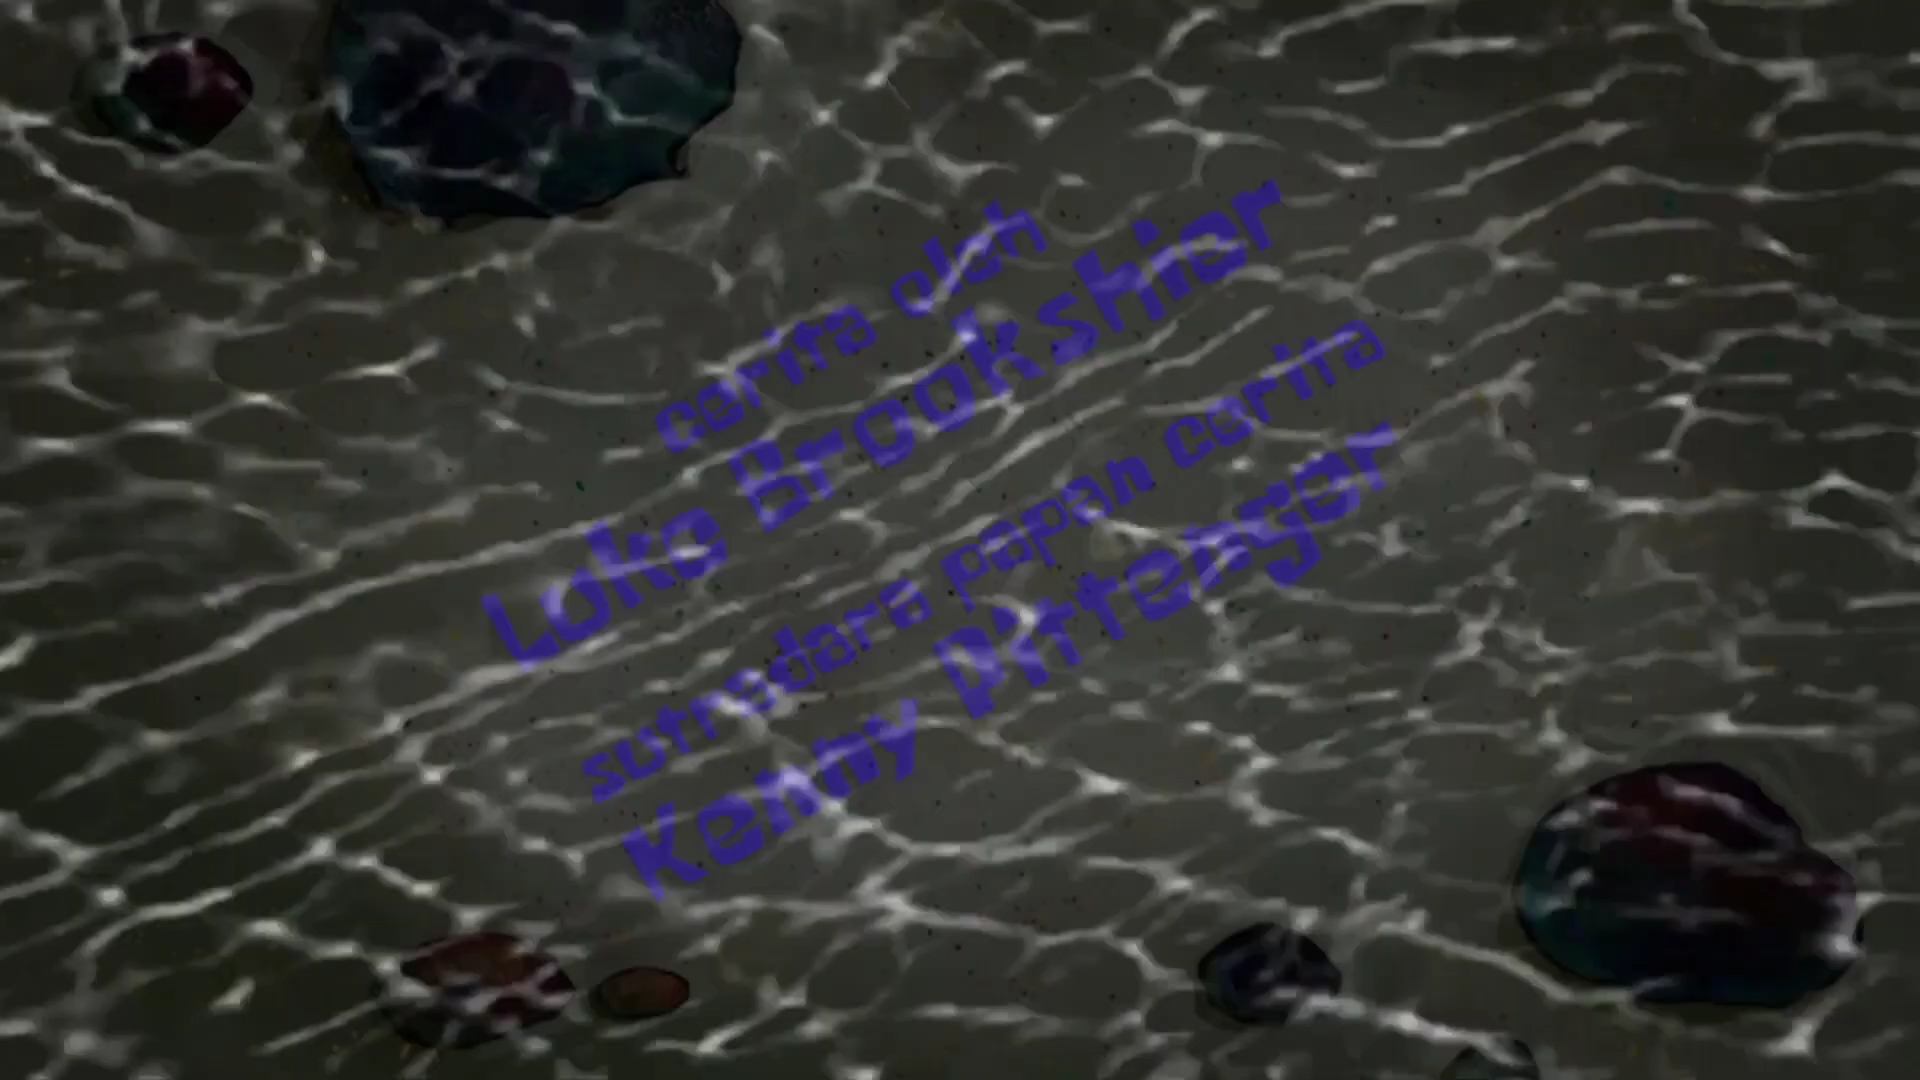 cerita oleh
Luke Brookshier
sutradara papan cerita
Kenny Pittenger